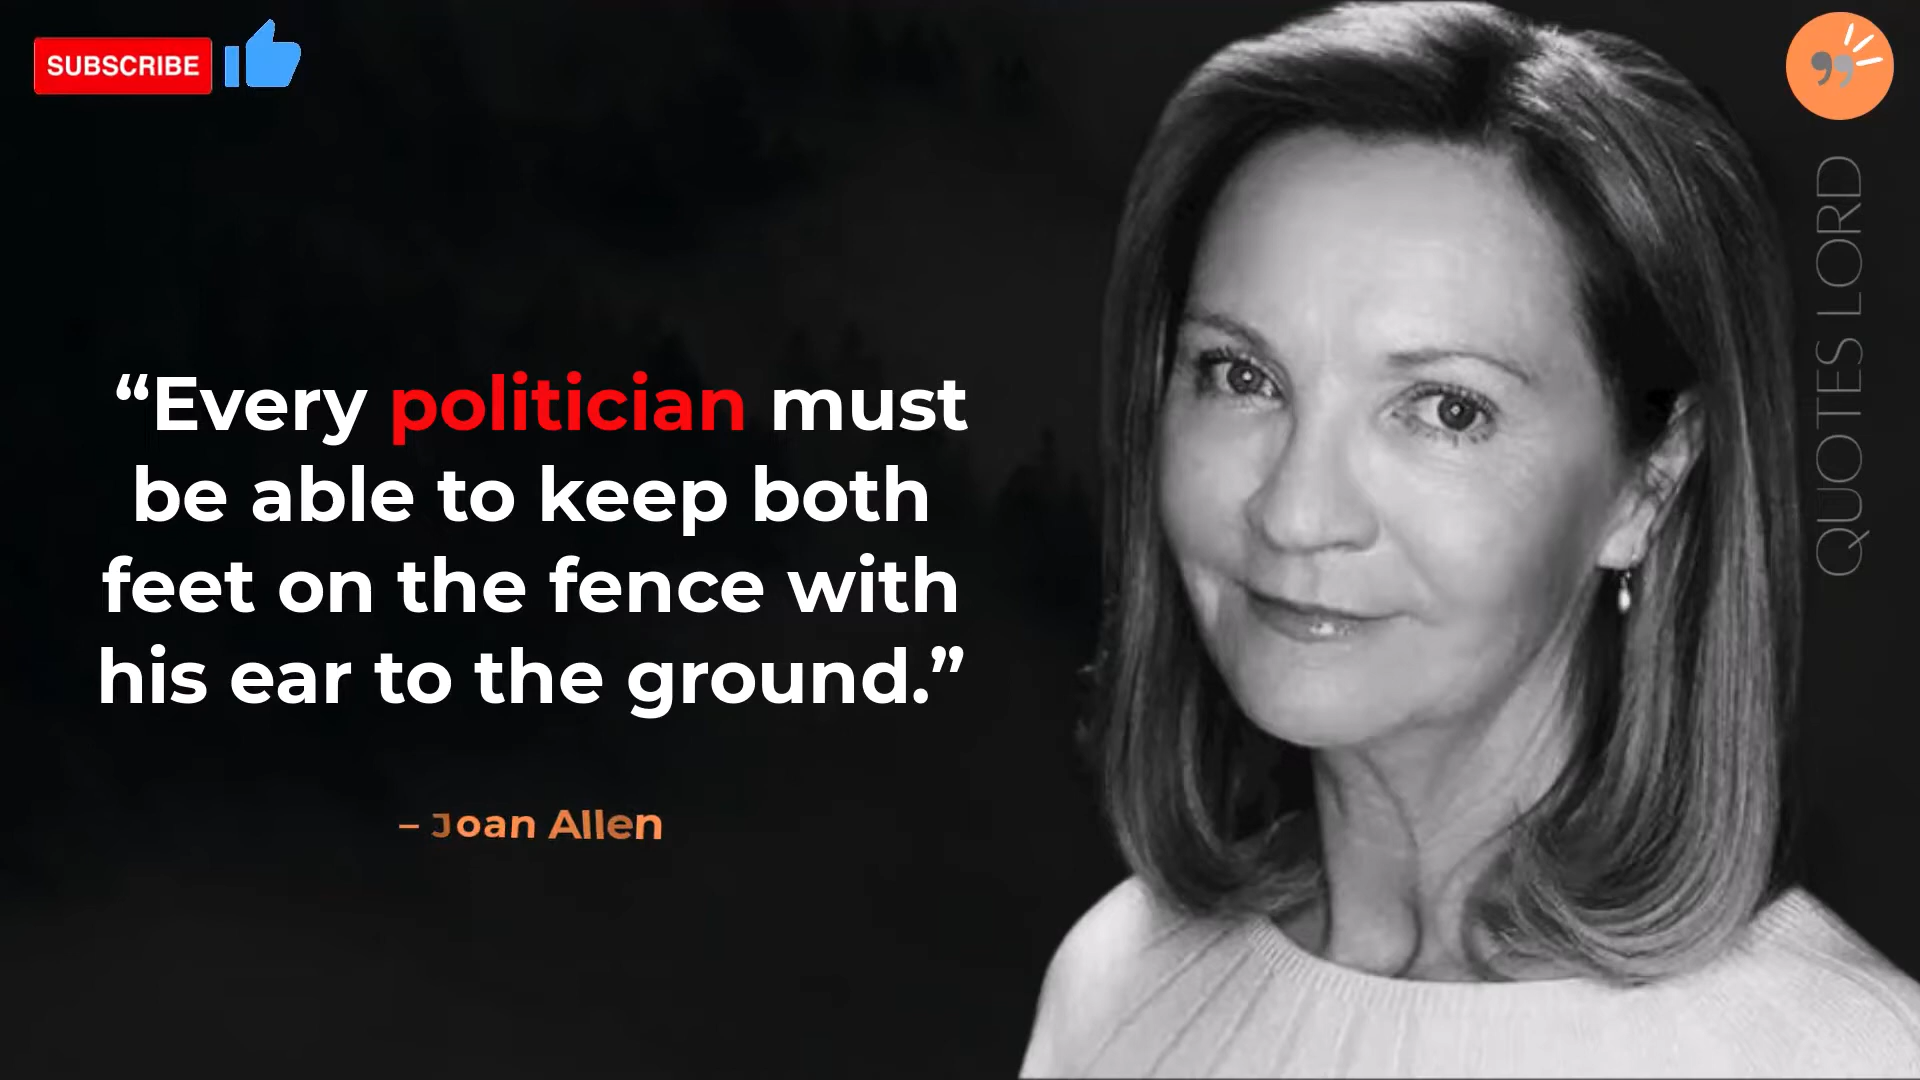 SUBSCRIBE
“Every politician must
be able to keep both
feet on the fence with
his ear to the ground.”
– Joan Allen
QUOTES LORD